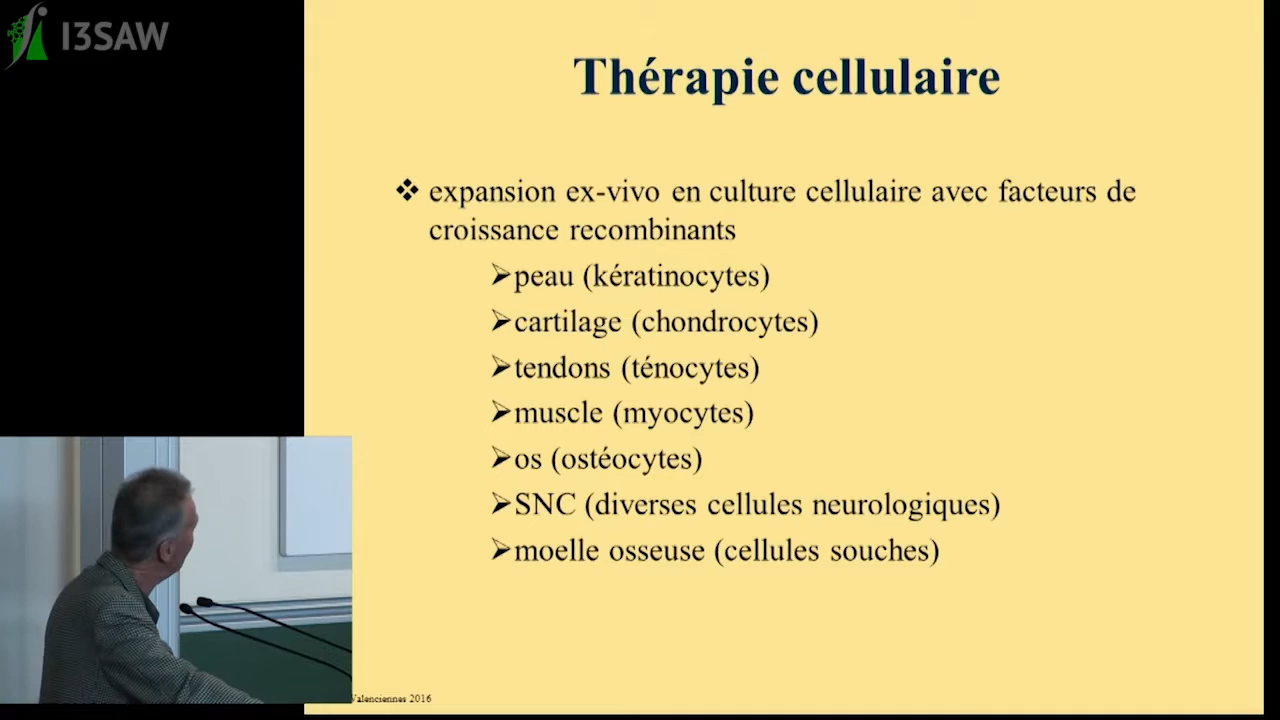 I3SAW
Thérapie cellulaire
❖ expansion ex-vivo en culture cellulaire avec facteurs de
croissance recombinants
➢peau (kératinocytes)
➢cartilage (chondrocytes)
➢tendons (ténocytes)
➢muscle (myocytes)
➢os (ostéocytes)
➢SNC (diverses cellules neurologiques)
➢moelle osseuse (cellules souches)
Valenciennes 2016